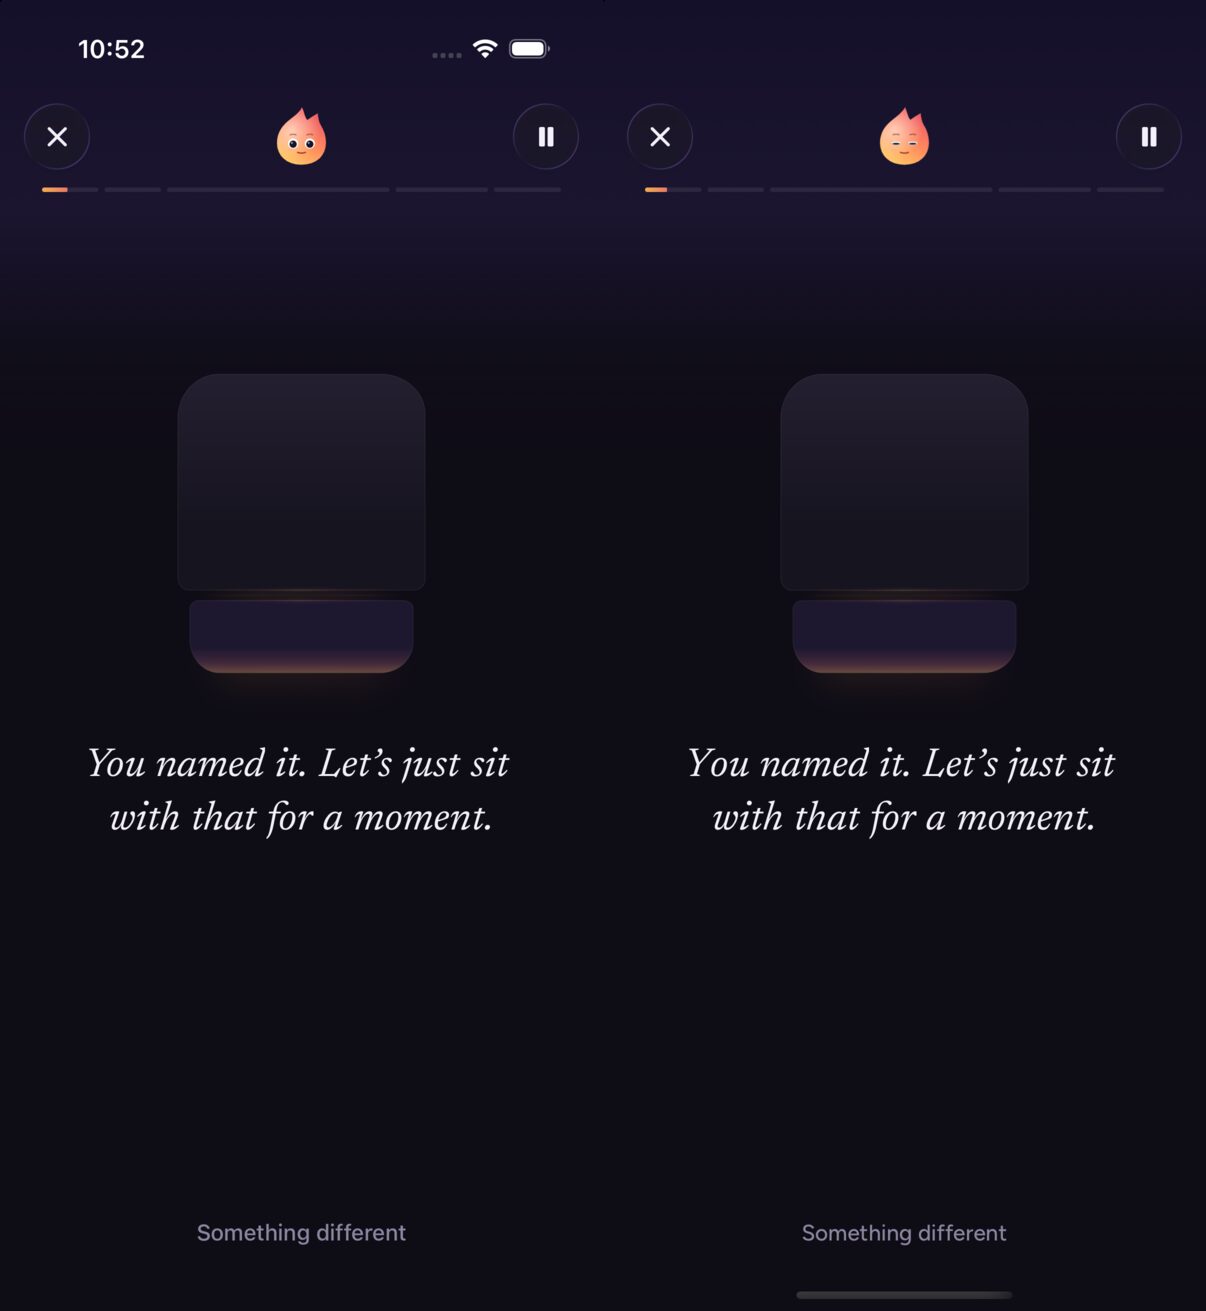 10:52
You named it. Let’s just sit
with that for a moment.
Something different
You named it. Let’s just sit
with that for a moment.
Something different